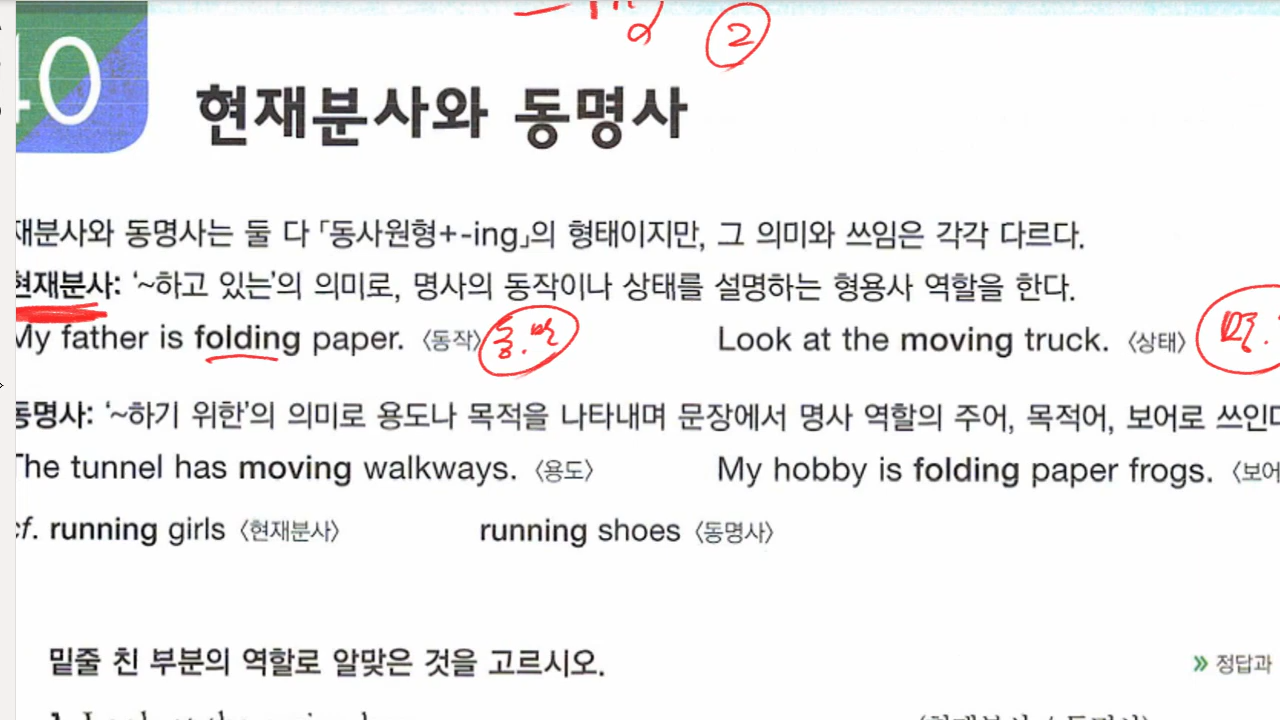 ② 
40
현재분사와 동명사
재분사와 동명사는 둘 다 「동사원형+-ing」의 형태이지만, 그 의미와 쓰임은 각각 다르다.
현재분사: ‘~하고 있는’의 의미로, 명사의 동작이나 상태를 설명하는 형용사 역할을 한다.
My father is folding paper. 〈동작〉 Look at the moving truck. 〈상태〉
동명사: ‘~하기 위한’의 의미로 용도나 목적을 나타내며 문장에서 명사 역할의 주어, 목적어, 보어로 쓰인다
The tunnel has moving walkways. 〈용도〉 My hobby is folding paper frogs. 〈보어
cf. running girls 〈현재분사〉 running shoes 〈동명사〉
밑줄 친 부분의 역할로 알맞은 것을 고르시오.
» 정답과